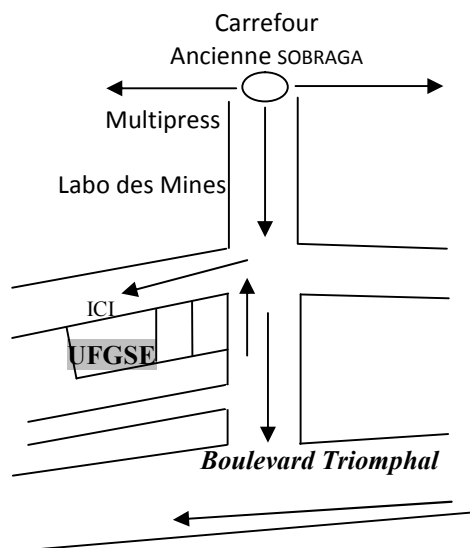 Carrefour
Ancienne SOBRAGA
Multipress
Labo des Mines
ICI
UFGSE
Boulevard Triomphal